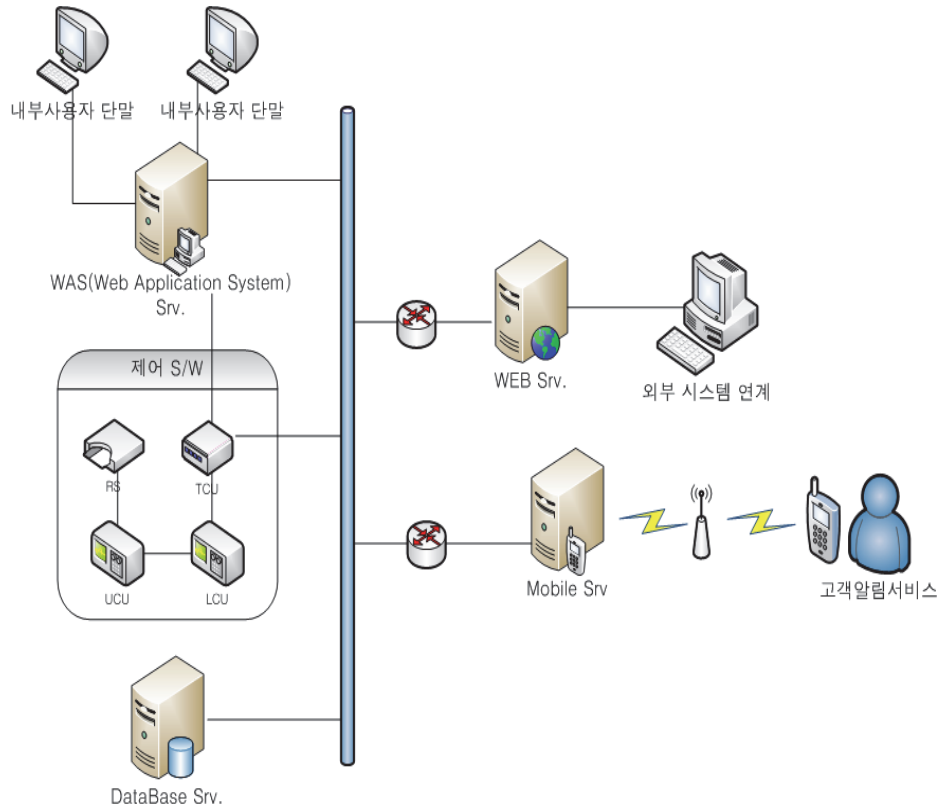 내부사용자 단말
내부사용자 단말
WAS(Web Application System)
Srv.
제어 S/W
RS
TCU
UCU
LCU
DataBase Srv.
WEB Srv.
외부 시스템 연계
Mobile Srv
고객알림서비스